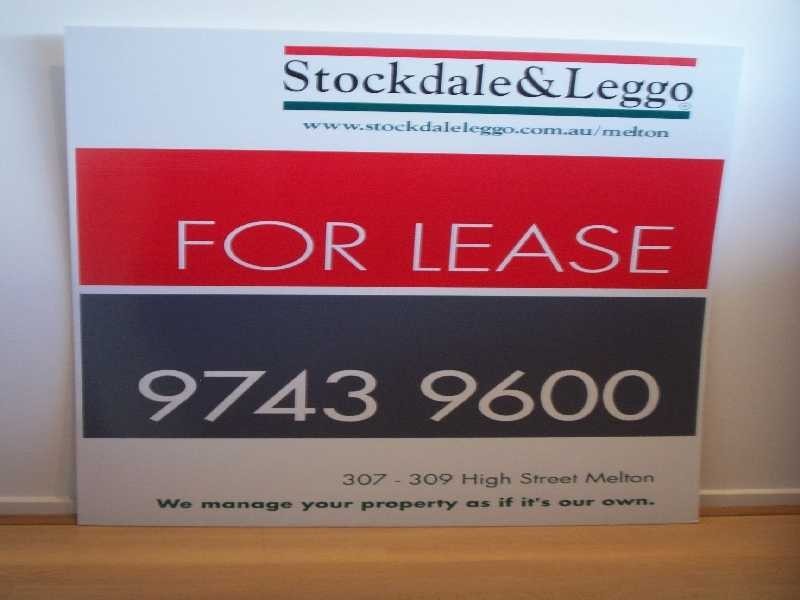 Stockdale&Leggo
www.stockdaleleggo.com.au/melton
FOR LEASE
9743 9600
307 - 309 High Street Melton
We manage your property as if it's our own.